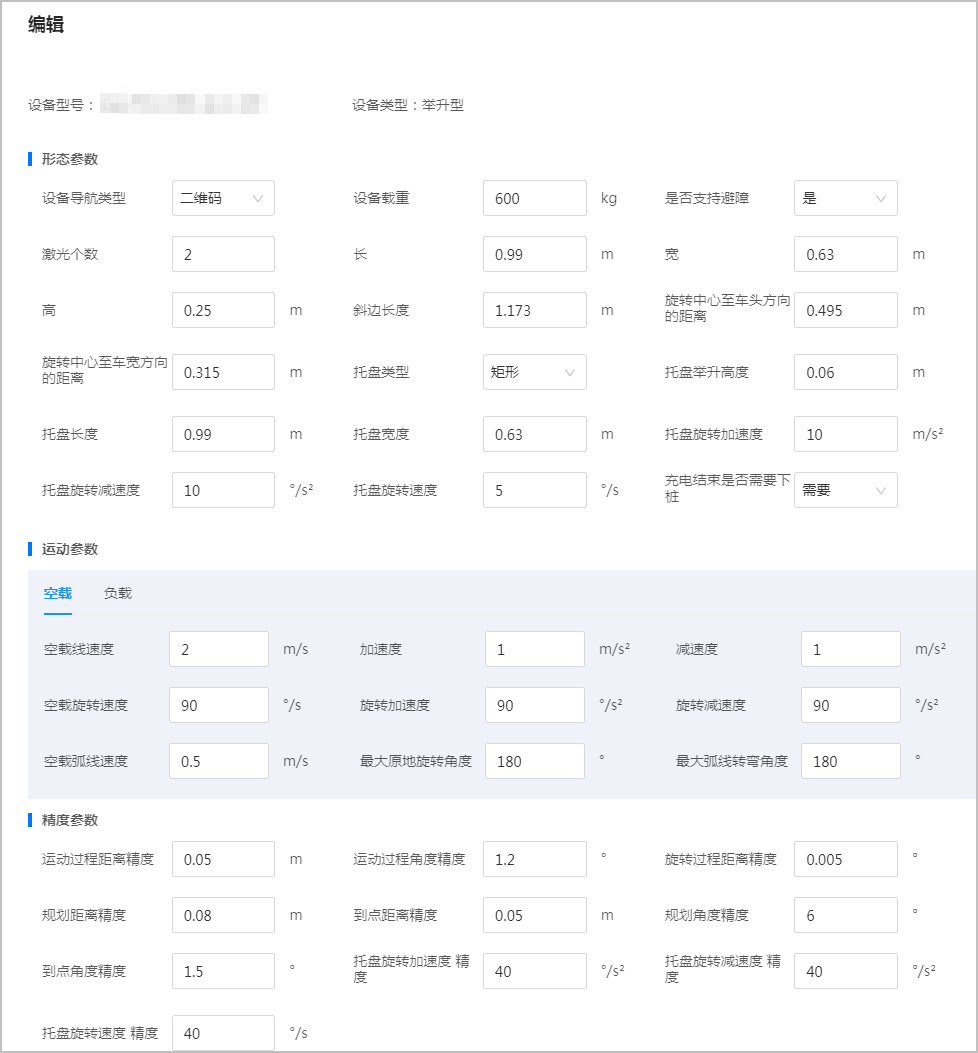 编辑
设备型号： 设备类型：举升型
形态参数
设备导航类型 二维码 设备载重 600 kg 是否支持避障 是
激光个数 2 长 0.99 m 宽 0.63 m
高 0.25 m 斜边长度 1.173 m 旋转中心至车头方向的距离 0.495 m
旋转中心至车宽方向的距离 0.315 m 托盘类型 矩形 托盘举升高度 0.06 m
托盘长度 0.99 m 托盘宽度 0.63 m 托盘旋转加速度 10 m/s²
托盘旋转减速度 10 °/s² 托盘旋转速度 5 °/s 充电结束是否需要下桩 需要
运动参数
空载 负载
空载线速度 2 m/s 加速度 1 m/s² 减速度 1 m/s²
空载旋转速度 90 °/s 旋转加速度 90 °/s² 旋转减速度 90 °/s²
空载弧线速度 0.5 m/s 最大原地旋转角度 180 ° 最大弧线转弯角度 180 °
精度参数
运动过程距离精度 0.05 m 运动过程角度精度 1.2 ° 旋转过程距离精度 0.005 °
规划距离精度 0.08 m 到点距离精度 0.05 m 规划角度精度 6 °
到点角度精度 1.5 ° 托盘旋转加速度 精度 40 °/s² 托盘旋转减速度 精度 40 °/s²
托盘旋转速度 精度 40 °/s